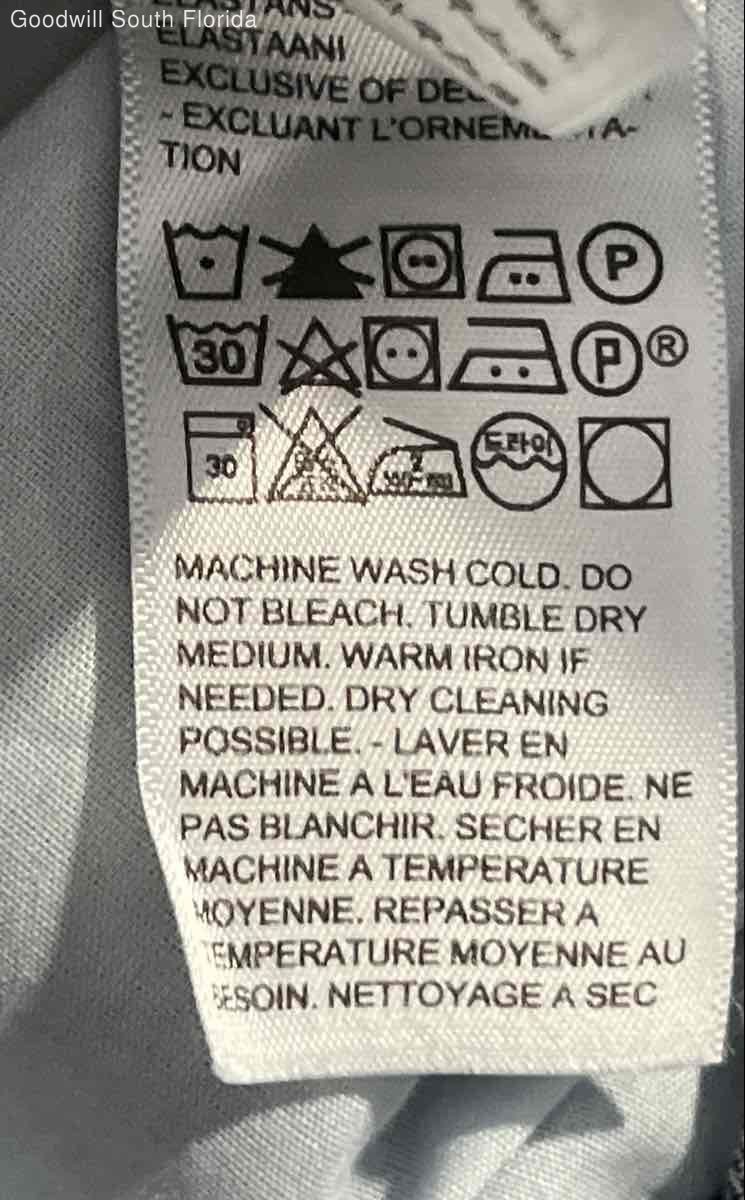 Goodwill South Florida
ELASTAANI
EXCLUSIVE OF
- EXCLUANT L'ORNEMENTA-
TION
P
30 P ®
30 드라이
MACHINE WASH COLD. DO
NOT BLEACH. TUMBLE DRY
MEDIUM. WARM IRON IF
NEEDED. DRY CLEANING
POSSIBLE. - LAVER EN
MACHINE A L'EAU FROIDE. NE
PAS BLANCHIR. SECHER EN
MACHINE A TEMPERATURE
MOYENNE. REPASSER A
TEMPERATURE MOYENNE AU
BESOIN. NETTOYAGE A SEC